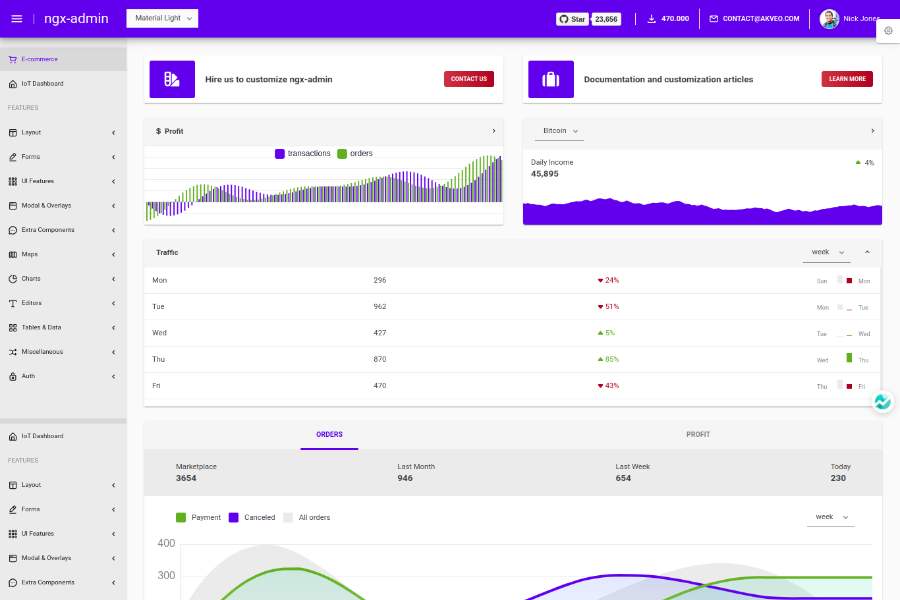 ngx-admin
Material Light
Star
23,656
470.000
CONTACT@AKVEO.COM
Nick Jones
E-commerce
IoT Dashboard
FEATURES
Layout
Forms
UI Features
Modal & Overlays
Extra Components
Maps
Charts
Editors
Tables & Data
Miscellaneous
Auth
IoT Dashboard
FEATURES
Layout
Forms
UI Features
Modal & Overlays
Extra Components
Hire us to customize ngx-admin
CONTACT US
Documentation and customization articles
LEARN MORE
$ Profit
transactions
orders
Bitcoin
Daily Income
45,895
4%
Traffic
week
Mon 296 24% Sun Mon
Tue 962 51% Mon Tue
Wed 427 5% Tue Wed
Thu 870 85% Wed Thu
Fri 470 43% Thu Fri
ORDERS
PROFIT
Marketplace
3654
Last Month
946
Last Week
654
Today
230
Payment
Canceled
All orders
week
400
300